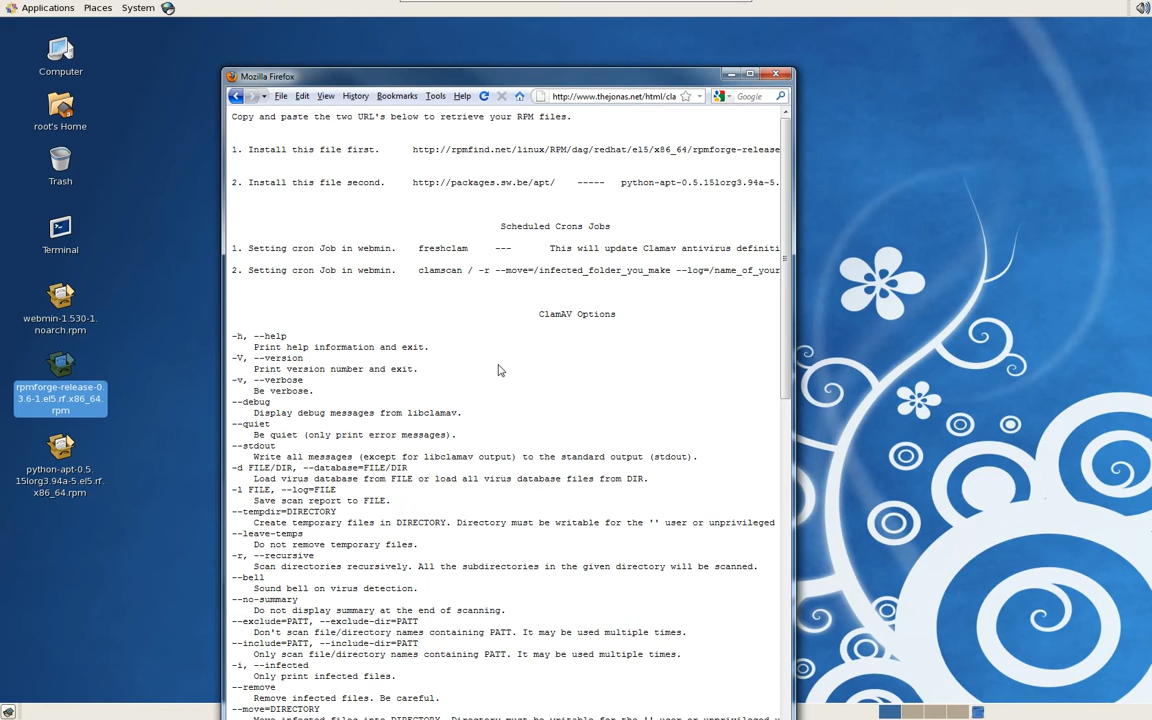 Applications Places System
Computer
root's Home
Trash
Terminal
webmin-1.530-1.
noarch.rpm
rpmforge-release-0.
3.6-1.el5.rf.x86_64.
rpm
python-apt-0.5.
15lorg3.94a-5.el5.rf.
x86_64.rpm
Mozilla Firefox
File Edit View History Bookmarks Tools Help http://www.thejonas.net/html/cla Google
Copy and paste the two URL's below to retrieve your RPM files.
1. Install this file first. http://rpmfind.net/linux/RPM/dag/redhat/el5/x86_64/rpmforge-release
2. Install this file second. http://packages.sw.be/apt/ ----- python-apt-0.5.15lorg3.94a-5.
Scheduled Crons Jobs
1. Setting cron Job in webmin. freshclam --- This will update Clamav antivirus definiti
2. Setting cron Job in webmin. clamscan / -r --move=/infected_folder_you_make --log=/name_of_your
ClamAV Options
-h, --help
Print help information and exit.
-V, --version
Print version number and exit.
-v, --verbose
Be verbose.
--debug
Display debug messages from libclamav.
--quiet
Be quiet (only print error messages).
--stdout
Write all messages (except for libclamav output) to the standard output (stdout).
-d FILE/DIR, --database=FILE/DIR
Load virus database from FILE or load all virus database files from DIR.
-l FILE, --log=FILE
Save scan report to FILE.
--tempdir=DIRECTORY
Create temporary files in DIRECTORY. Directory must be writable for the '' user or unprivileged
--leave-temps
Do not remove temporary files.
-r, --recursive
Scan directories recursively. All the subdirectories in the given directory will be scanned.
--bell
Sound bell on virus detection.
--no-summary
Do not display summary at the end of scanning.
--exclude=PATT, --exclude-dir=PATT
Don't scan file/directory names containing PATT. It may be used multiple times.
--include=PATT, --include-dir=PATT
Only scan file/directory names containing PATT. It may be used multiple times.
-i, --infected
Only print infected files.
--remove
Remove infected files. Be careful.
--move=DIRECTORY
Move infected files into DIRECTORY. Directory must be writable for the '' user or unprivileged